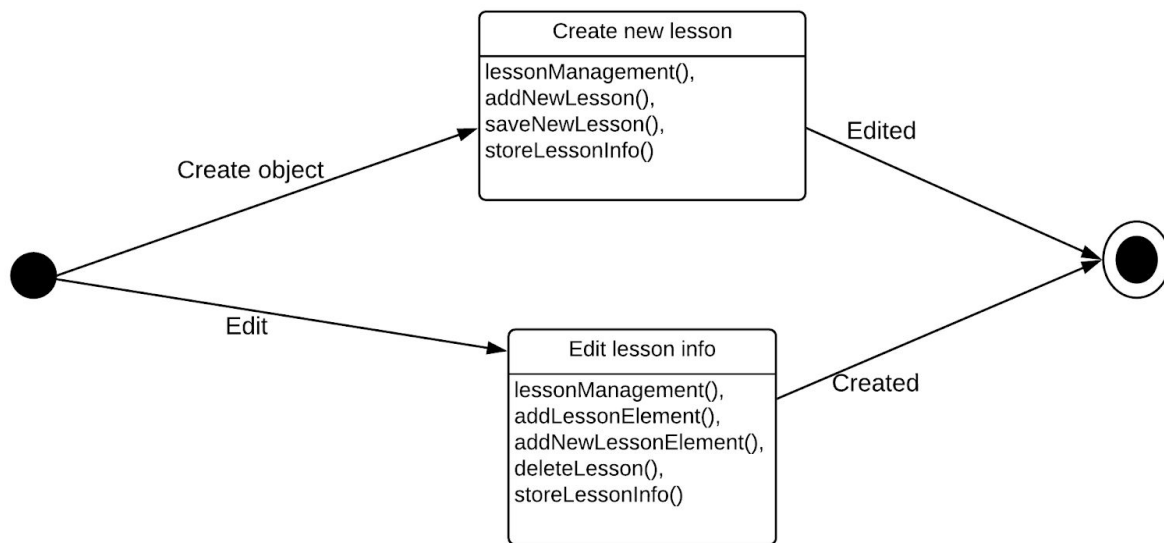 Create new lesson
lessonManagement(),
addNewLesson(),
saveNewLesson(),
storeLessonInfo()
Edited
Create object
Edit
Edit lesson info
lessonManagement(),
addLessonElement(),
addNewLessonElement(),
deleteLesson(),
storeLessonInfo()
Created